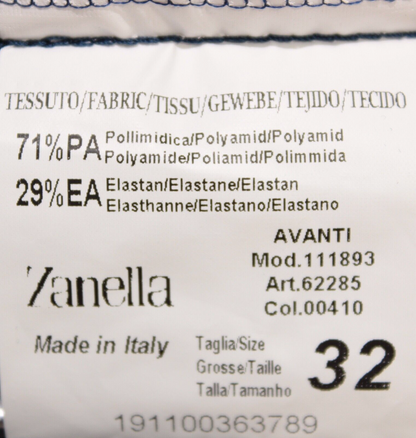 TESSUTO/FABRIC/TISSU/GEWEBE/TEJIDO/TECIDO
71%PA Pollimidica/Polyamid/Polyamid
Polyamide/Poliamid/Polimmida
29%EA Elastan/Elastane/Elastan
Elasthanne/Elastano/Elastano
AVANTI
Mod.111893
Art.62285
Col.00410
Zanella
Made in Italy
Taglia/Size
Grosse/Taille
Talla/Tamanho
32
191100363789